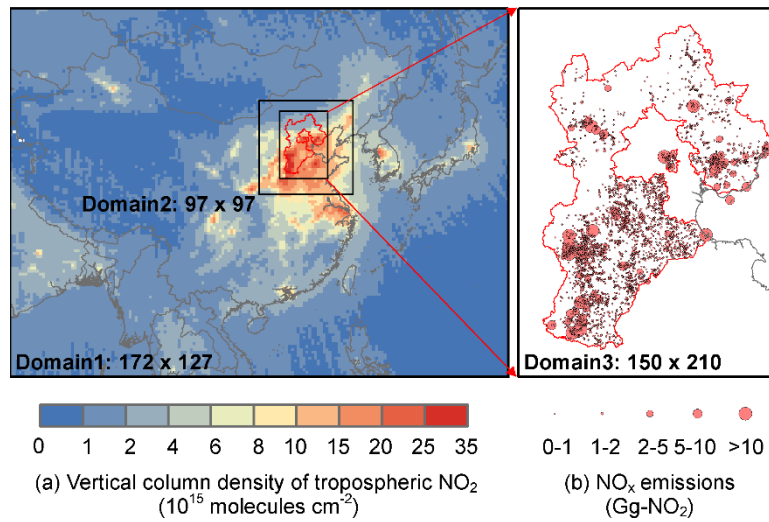 Domain2: 97 x 97
Domain1: 172 x 127
Domain3: 150 x 210
0 1 2 4 6 8 10 15 20 25 35
0-1 1-2 2-5 5-10 >10
(a) Vertical column density of tropospheric NO₂
(10¹⁵ molecules cm⁻²)
(b) NOₓ emissions
(Gg-NO₂)